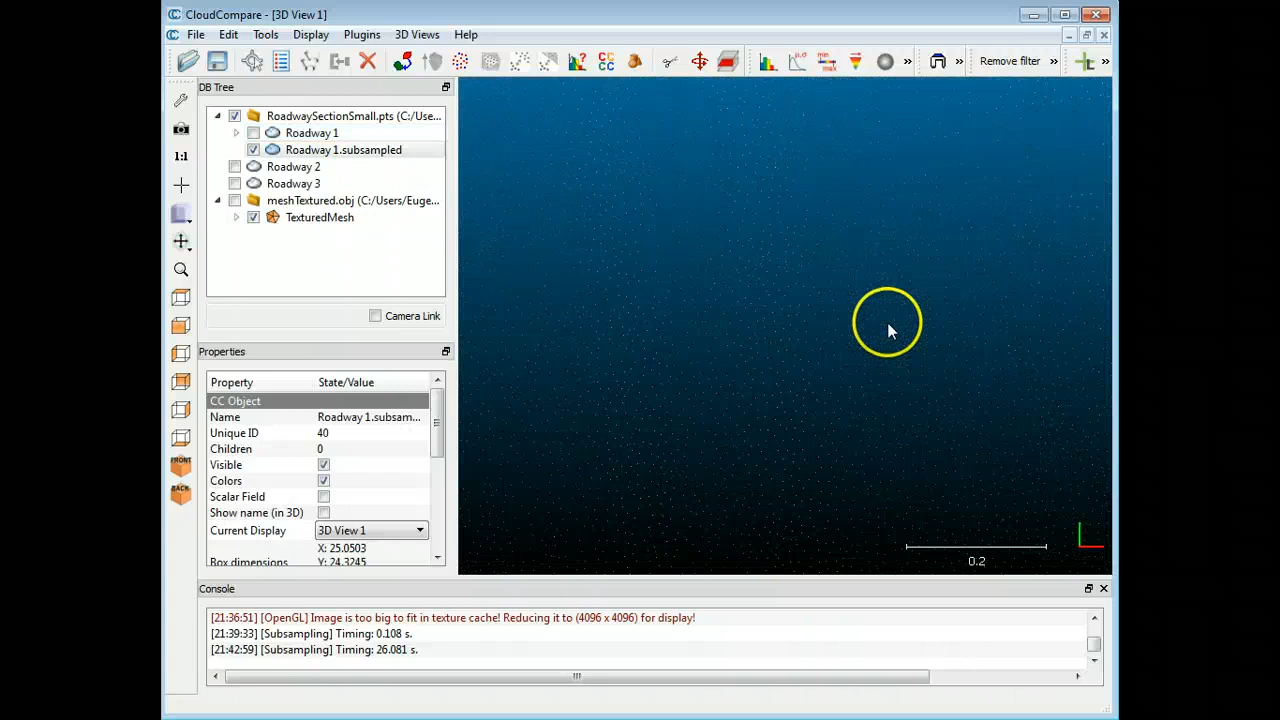 CloudCompare - [3D View 1]
File Edit Tools Display Plugins 3D Views Help
CC CC
min max
μ,σ
» » Remove filter » »
DB Tree
RoadwaySectionSmall.pts (C:/Use...
Roadway 1
Roadway 1.subsampled
Roadway 2
Roadway 3
meshTextured.obj (C:/Users/Euge...
TexturedMesh
1:1
Camera Link
Properties
Property State/Value
CC Object
Name Roadway 1.subsam...
Unique ID 40
Children 0
Visible
Colors
Scalar Field
Show name (in 3D)
Current Display 3D View 1
X: 25.0503
Box dimensions Y: 24.3245
FRONT
BACK
0.2
Console
[21:36:51] [OpenGL] Image is too big to fit in texture cache! Reducing it to (4096 x 4096) for display!
[21:39:33] [Subsampling] Timing: 0.108 s.
[21:42:59] [Subsampling] Timing: 26.081 s.